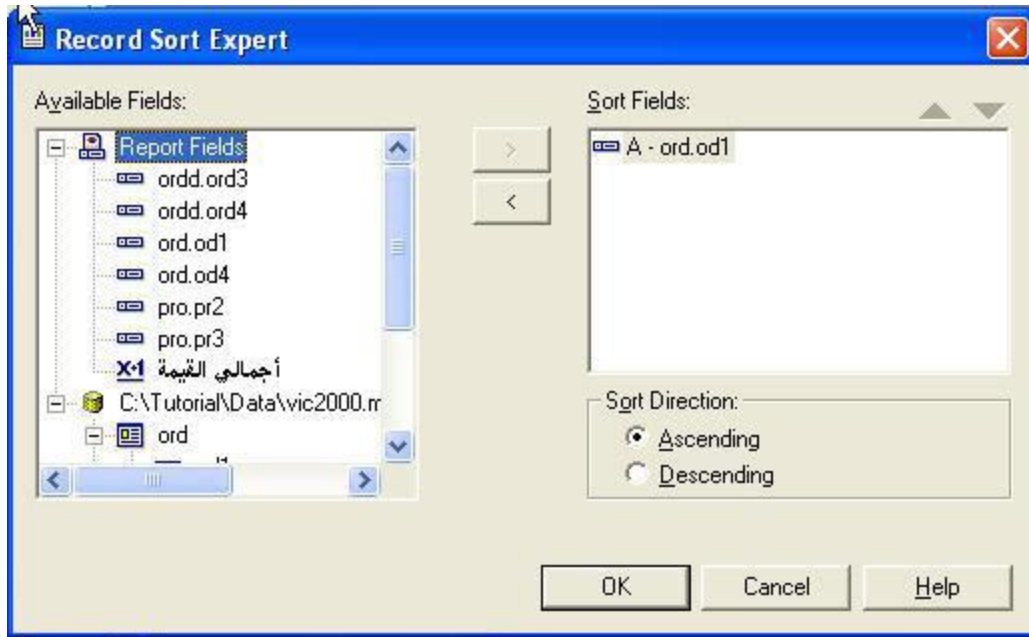 Record Sort Expert
Available Fields:
Report Fields
ordd.ord3
ordd.ord4
ord.od1
ord.od4
pro.pr2
pro.pr3
X+1 أجمالي القيمة
C:\Tutorial\Data\vic2000.m
ord
>
<
Sort Fields:
A - ord.od1
Sort Direction:
Ascending
Descending
OK
Cancel
Help